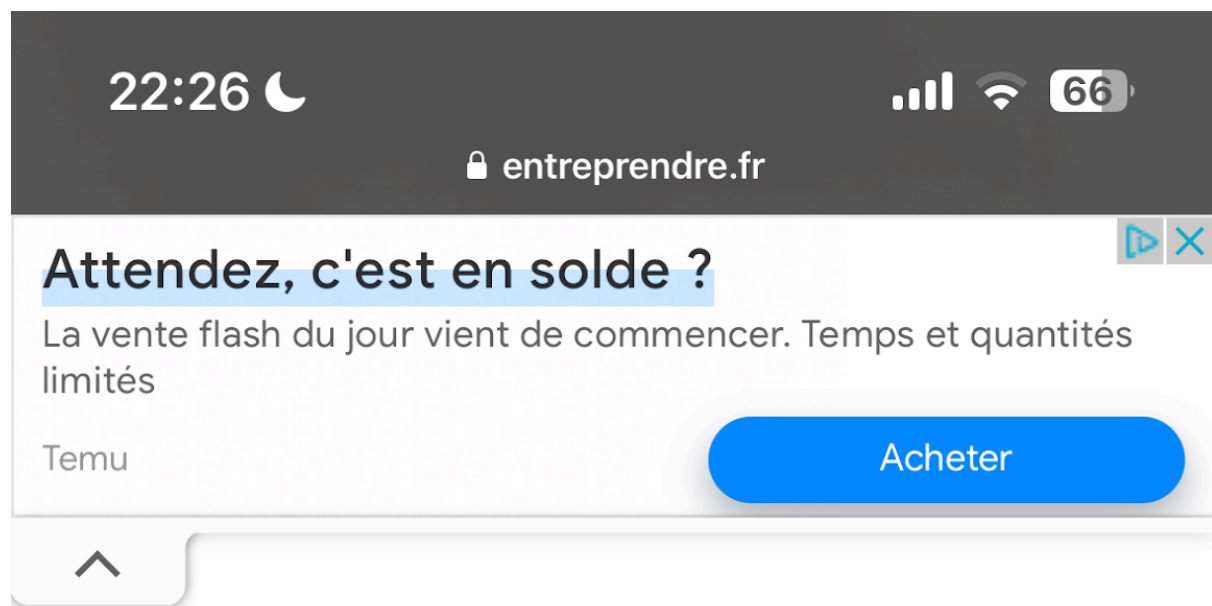 22:26
66
entreprendre.fr
Attendez, c'est en solde ?
La vente flash du jour vient de commencer. Temps et quantités
limités
Temu
Acheter